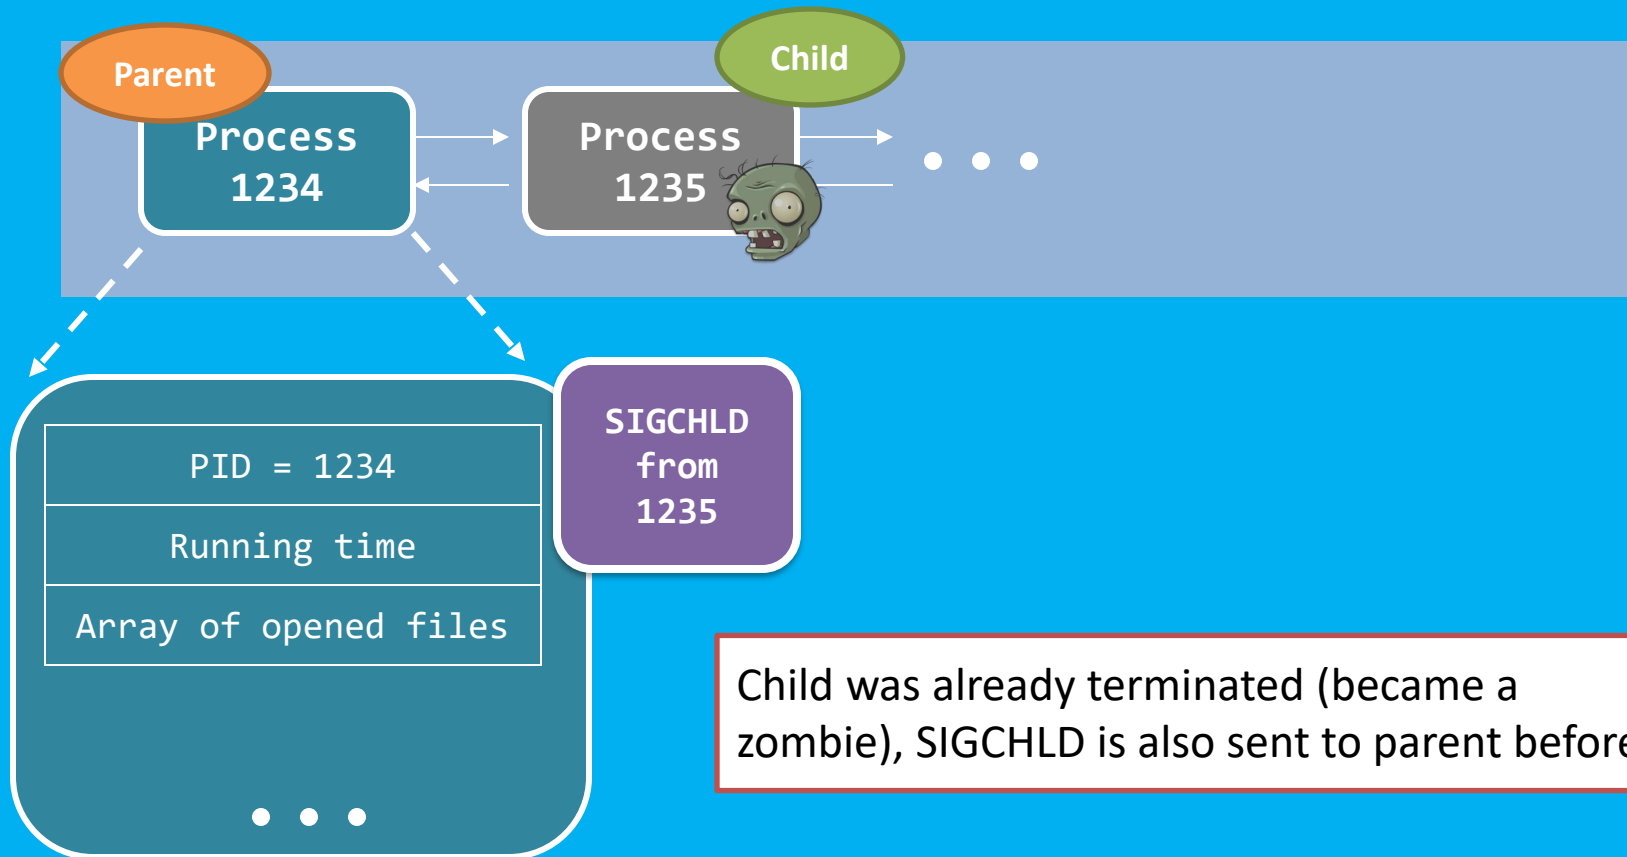 Parent
Child
Process
1234
Process
1235
SIGCHLD
from
1235
PID = 1234
Running time
Array of opened files
Child was already terminated (became a
zombie), SIGCHLD is also sent to parent before